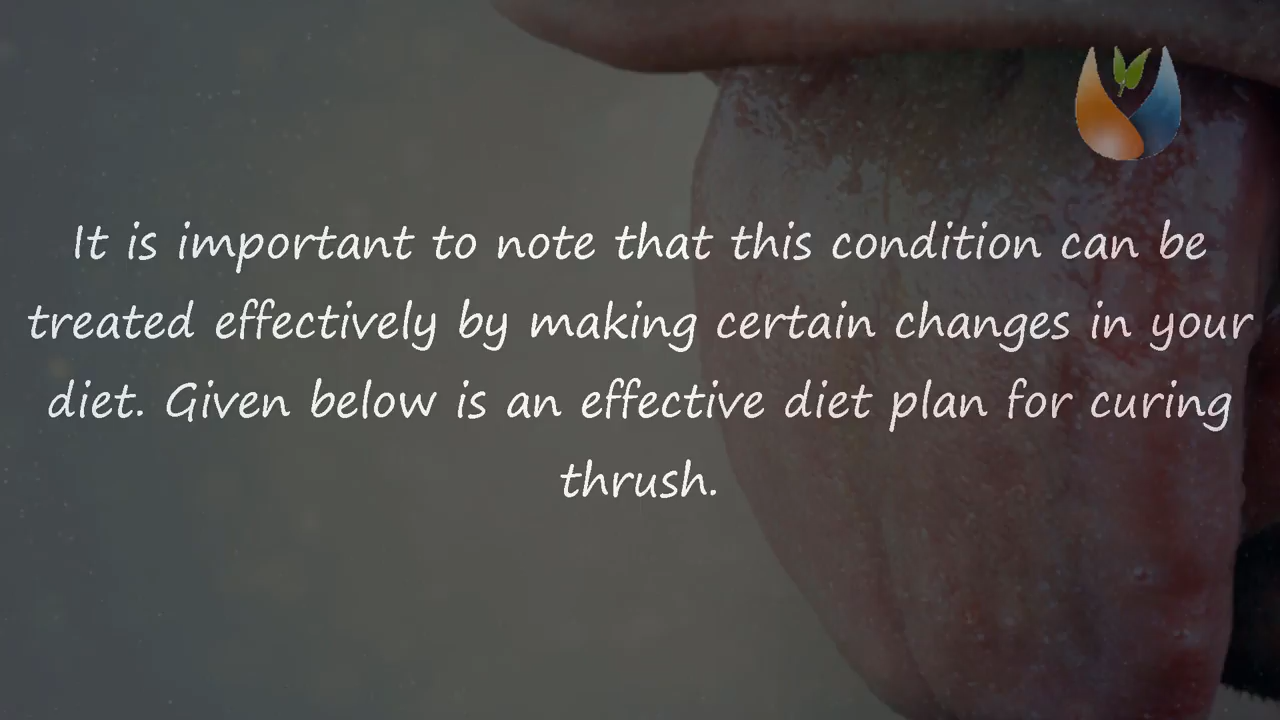 It is important to note that this condition can be
treated effectively by making certain changes in your
diet. Given below is an effective diet plan for curing
thrush.